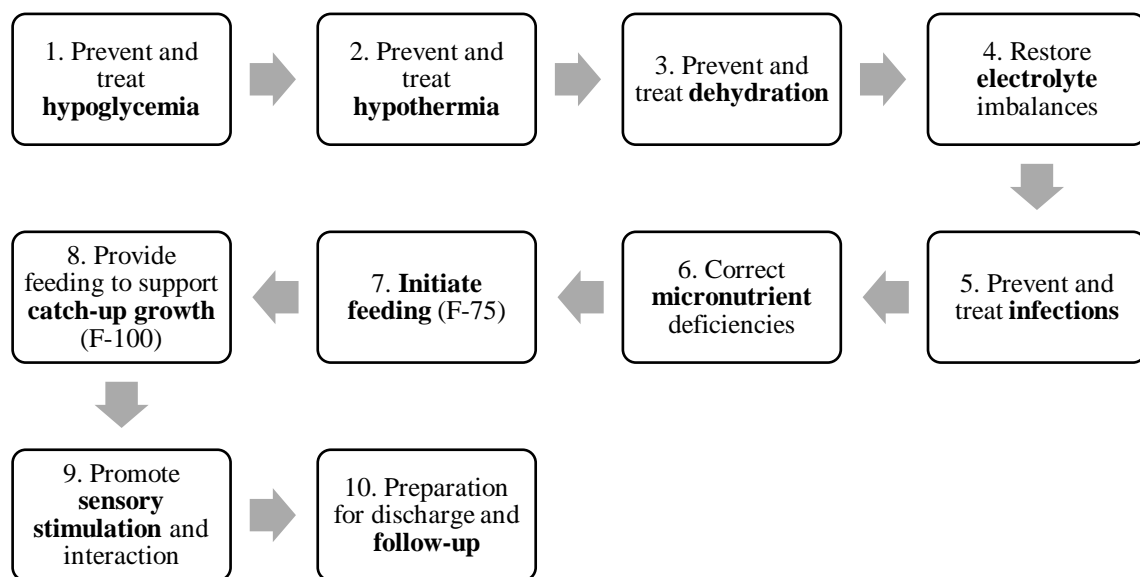 1. Prevent and
treat
hypoglycemia
2. Prevent and
treat
hypothermia
3. Prevent and
treat dehydration
4. Restore
electrolyte
imbalances
5. Prevent and
treat infections
6. Correct
micronutrient
deficiencies
7. Initiate
feeding (F-75)
8. Provide
feeding to support
catch-up growth
(F-100)
9. Promote
sensory
stimulation and
interaction
10. Preparation
for discharge and
follow-up